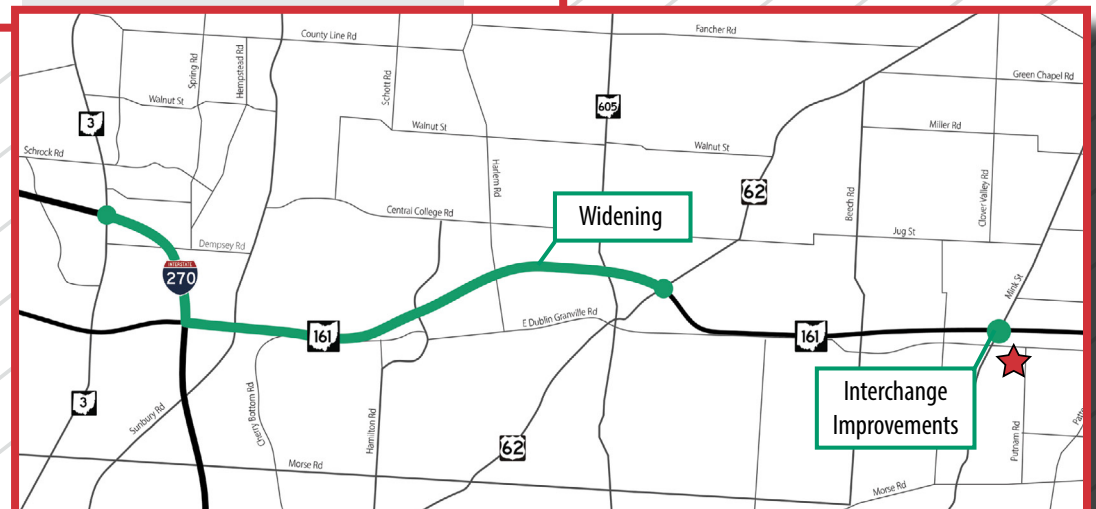 County Line Rd
Fancher Rd
Spring Rd
Hempstead Rd
Schott Rd
Green Chapel Rd
Walnut St
605
3
Walnut St
Miller Rd
Schrock Rd
Walnut St
Harlem Rd
Clover Valley Rd
62
Beech Rd
Central College Rd
Widening
Jug St
Dempsey Rd
INTERSTATE
270
Mink St
E Dublin Granville Rd
161
161
Interchange
Improvements
3
Sunbury Rd
Cherry Bottom Rd
Hamilton Rd
62
Putnam Rd
Morse Rd
Morse Rd